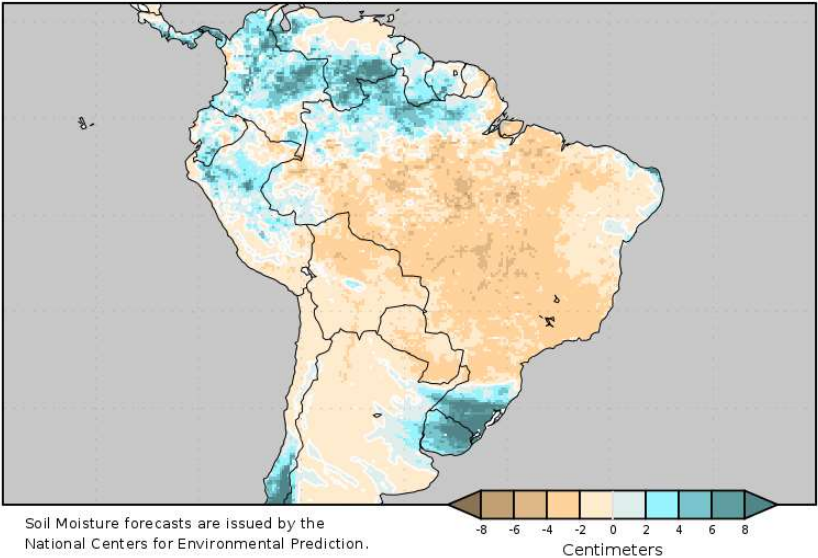 Soil Moisture forecasts are issued by the
National Centers for Environmental Prediction.
-8 -6 -4 -2 0 2 4 6 8
Centimeters